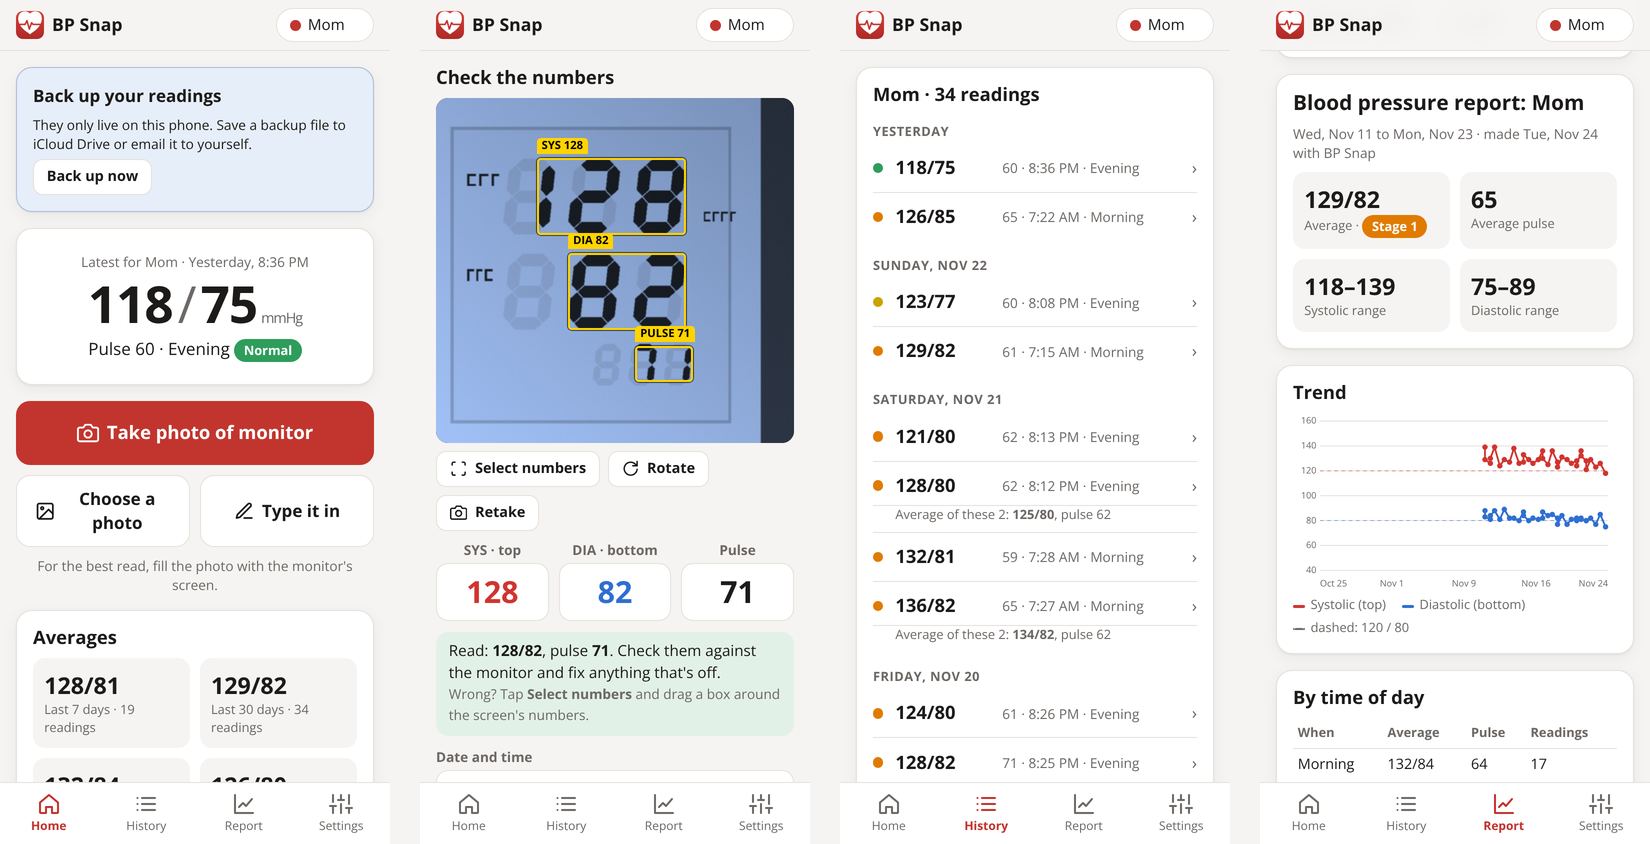 BP Snap
Mom
Back up your readings
They only live on this phone. Save a backup file to
iCloud Drive or email it to yourself.
Back up now
Latest for Mom · Yesterday, 8:36 PM
118/75 mmHg
Pulse 60 · Evening Normal
Take photo of monitor
Choose a
photo
Type it in
For the best read, fill the photo with the monitor's
screen.
Averages
128/81
Last 7 days · 19
readings
129/82
Last 30 days · 34
readings
Home
History
Report
Settings
BP Snap
Mom
Check the numbers
SYS 128
128
DIA 82
82
PULSE 71
71
Select numbers
Rotate
Retake
SYS · top
DIA · bottom
Pulse
128
82
71
Read: 128/82, pulse 71. Check them against
the monitor and fix anything that's off.
Wrong? Tap Select numbers and drag a box around
the screen's numbers.
Date and time
Home
History
Report
Settings
BP Snap
Mom
Mom · 34 readings
YESTERDAY
118/75 60 · 8:36 PM · Evening ›
126/85 65 · 7:22 AM · Morning ›
SUNDAY, NOV 22
123/77 60 · 8:08 PM · Evening ›
129/82 61 · 7:15 AM · Morning ›
SATURDAY, NOV 21
121/80 62 · 8:13 PM · Evening ›
128/80 62 · 8:12 PM · Evening ›
Average of these 2: 125/80, pulse 62
132/81 59 · 7:28 AM · Morning ›
136/82 65 · 7:27 AM · Morning ›
Average of these 2: 134/82, pulse 62
FRIDAY, NOV 20
124/80 61 · 8:26 PM · Evening ›
128/82 71 · 8:25 PM · Evening ›
Home
History
Report
Settings
BP Snap
Mom
Blood pressure report: Mom
Wed, Nov 11 to Mon, Nov 23 · made Tue, Nov 24
with BP Snap
129/82
Average · Stage 1
65
Average pulse
118–139
Systolic range
75–89
Diastolic range
Trend
160
140
120
100
80
60
40
Oct 25 Nov 1 Nov 9 Nov 16 Nov 24
Systolic (top) Diastolic (bottom)
dashed: 120 / 80
By time of day
When Average Pulse Readings
Morning 132/84 64 17
Home
History
Report
Settings